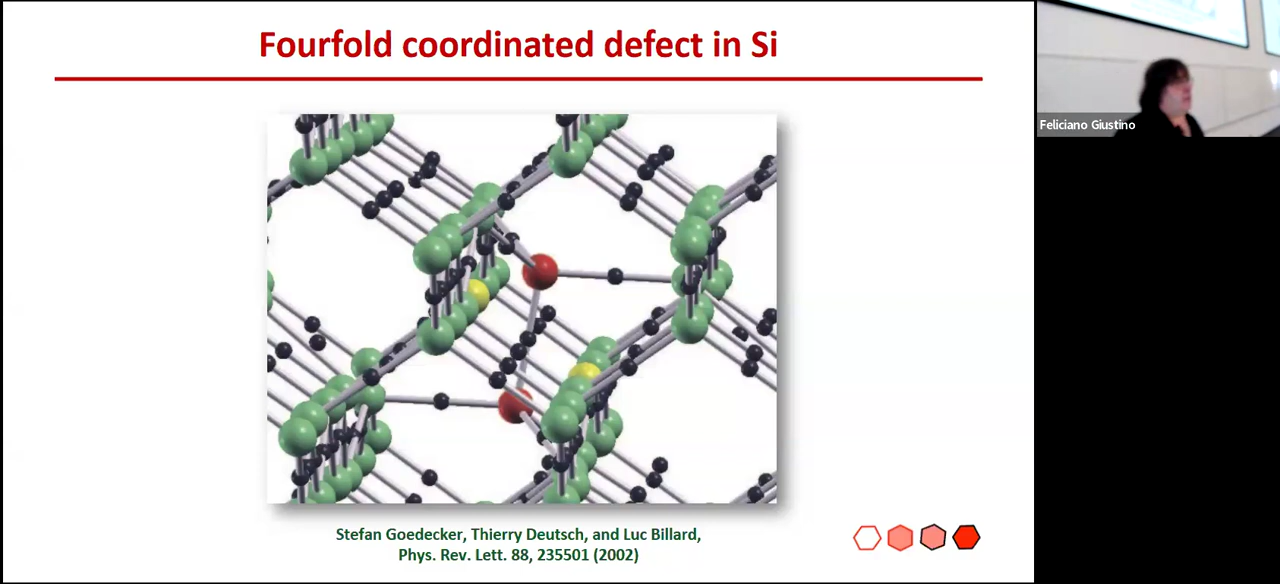 Fourfold coordinated defect in Si
Stefan Goedecker, Thierry Deutsch, and Luc Billard,
Phys. Rev. Lett. 88, 235501 (2002)
Feliciano Giustino